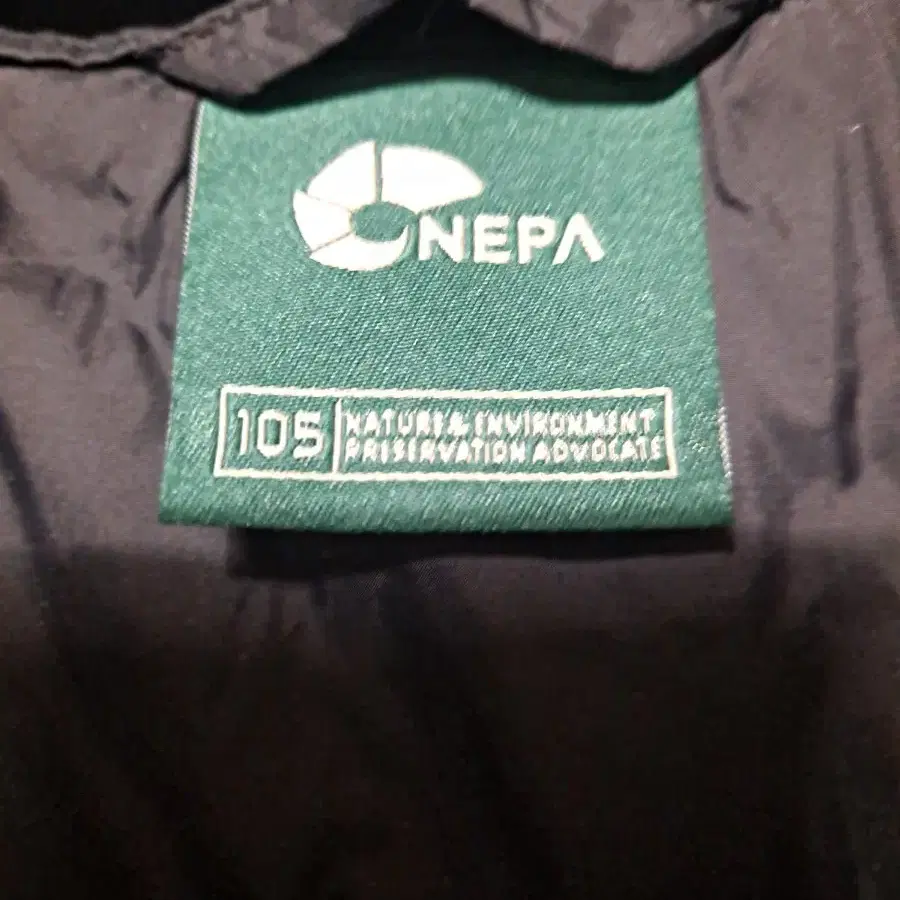 NEPA
105
NATURE & ENVIRONMENT
PRESERVATION ADVOCATE